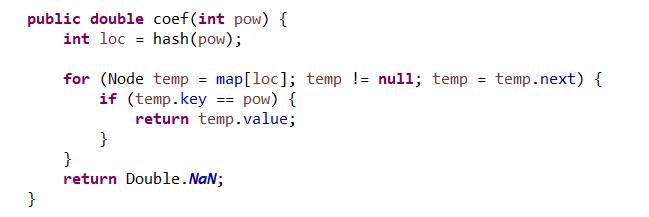 public double coef(int pow) {
    int loc = hash(pow);

    for (Node temp = map[loc]; temp != null; temp = temp.next) {
        if (temp.key == pow) {
            return temp.value;
        }
    }
    return Double.NaN;
}